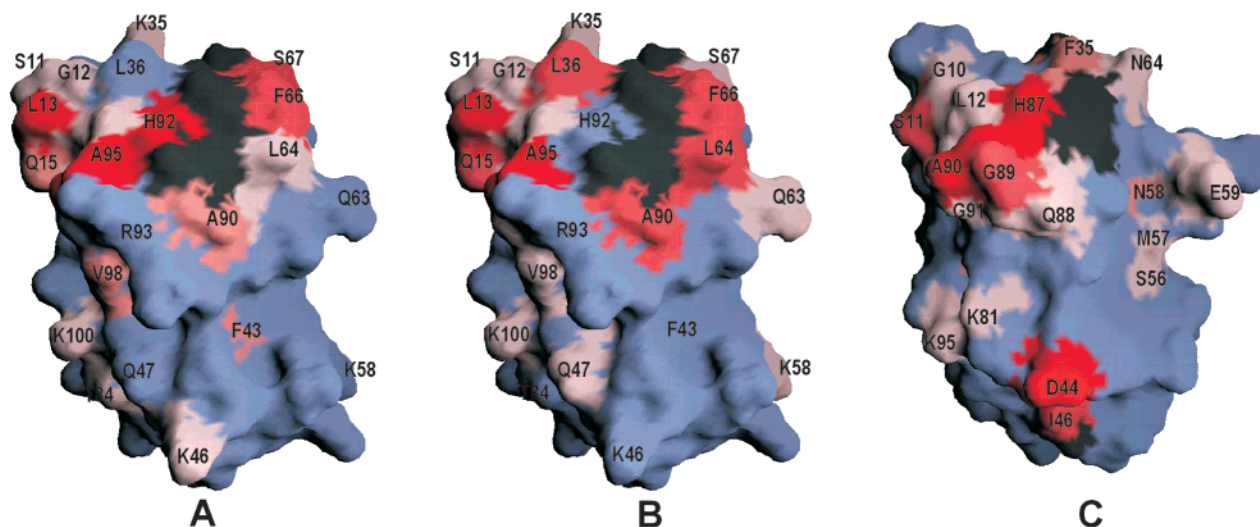 K35
S11
G12
L36
S67
L13
F66
H92
Q15
A95
L64
Q63
A90
R93
V98
K100
F43
Q47
K58
K46
A
K35
S11
G12
L36
S67
L13
F66
H92
Q15
A95
L64
Q63
A90
R93
V98
K100
F43
Q47
K58
K46
B
F35
G10
N64
L12
H87
S11
A90
G89
N58
E59
G91
Q88
M57
S56
K81
K95
D44
I46
C